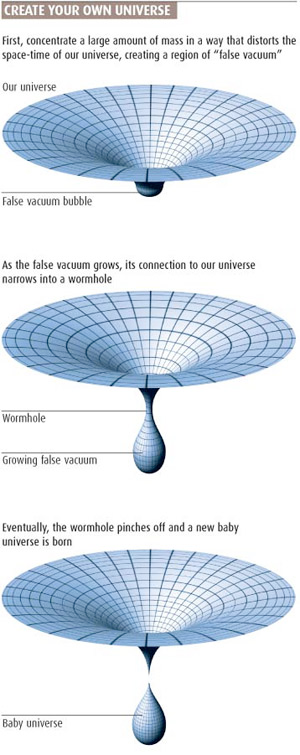 CREATE YOUR OWN UNIVERSE
First, concentrate a large amount of mass in a way that distorts the
space-time of our universe, creating a region of “false vacuum”
Our universe
False vacuum bubble
As the false vacuum grows, its connection to our universe
narrows into a wormhole
Wormhole
Growing false vacuum
Eventually, the wormhole pinches off and a new baby
universe is born
Baby universe